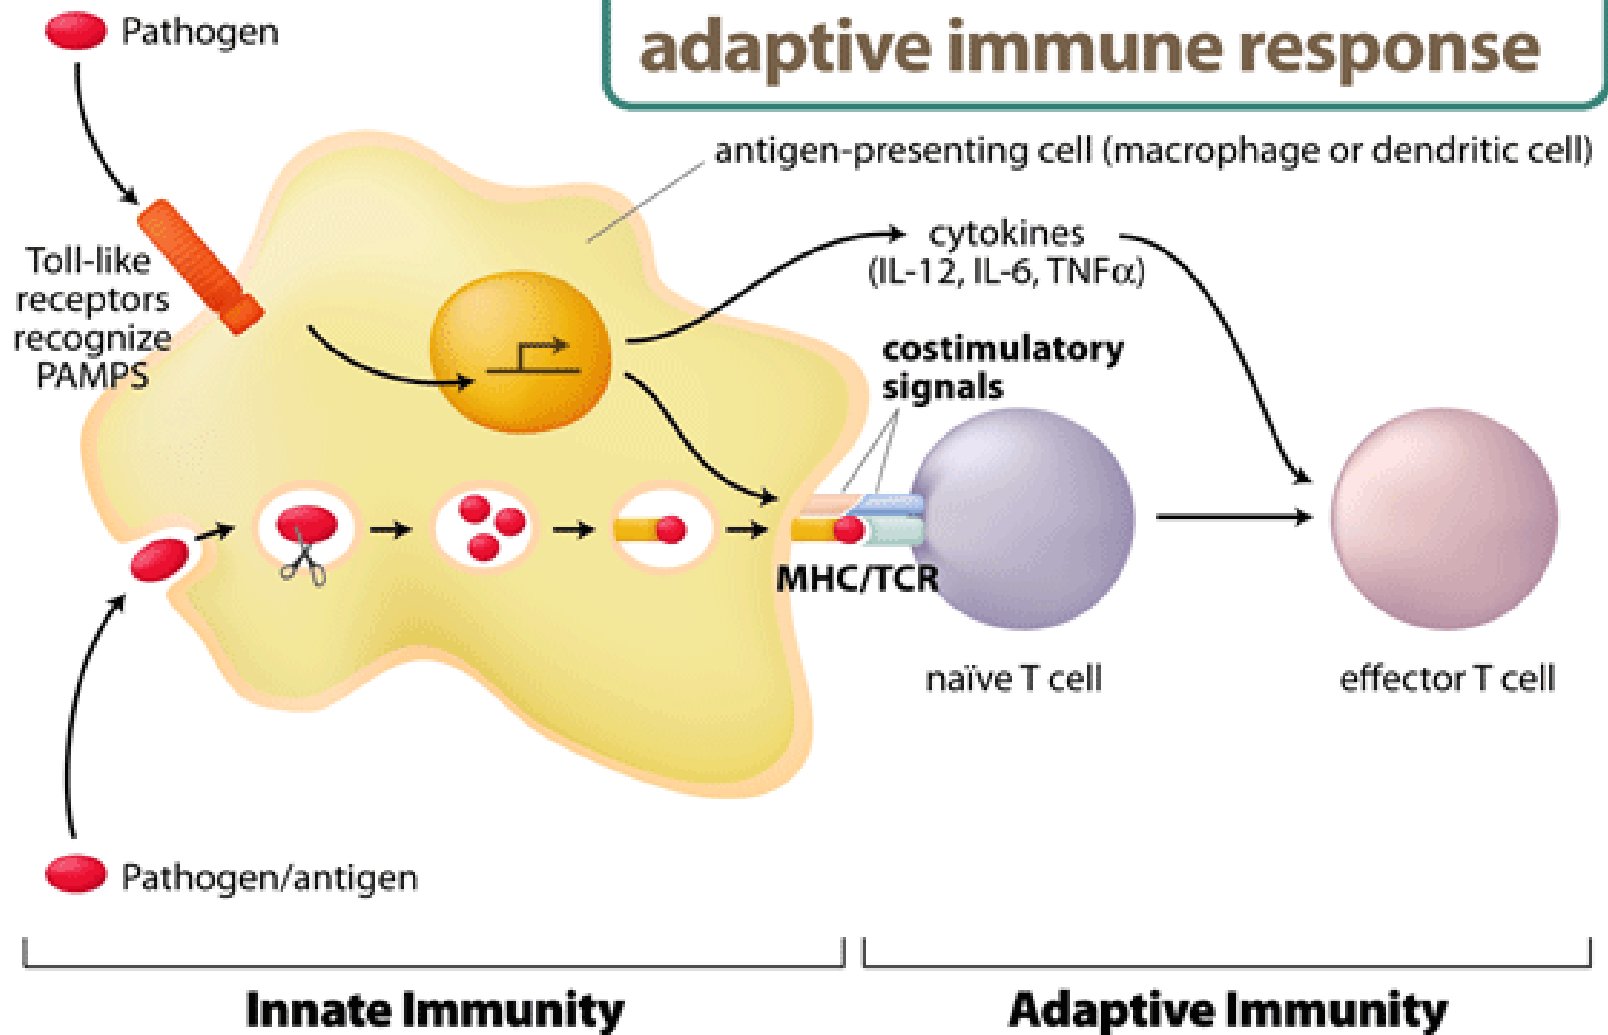 Pathogen
adaptive immune response
antigen-presenting cell (macrophage or dendritic cell)
Toll-like
receptors
recognize
PAMPS
cytokines
(IL-12, IL-6, TNFα)
costimulatory
signals
MHC/TCR
naïve T cell
effector T cell
Pathogen/antigen
Innate Immunity
Adaptive Immunity